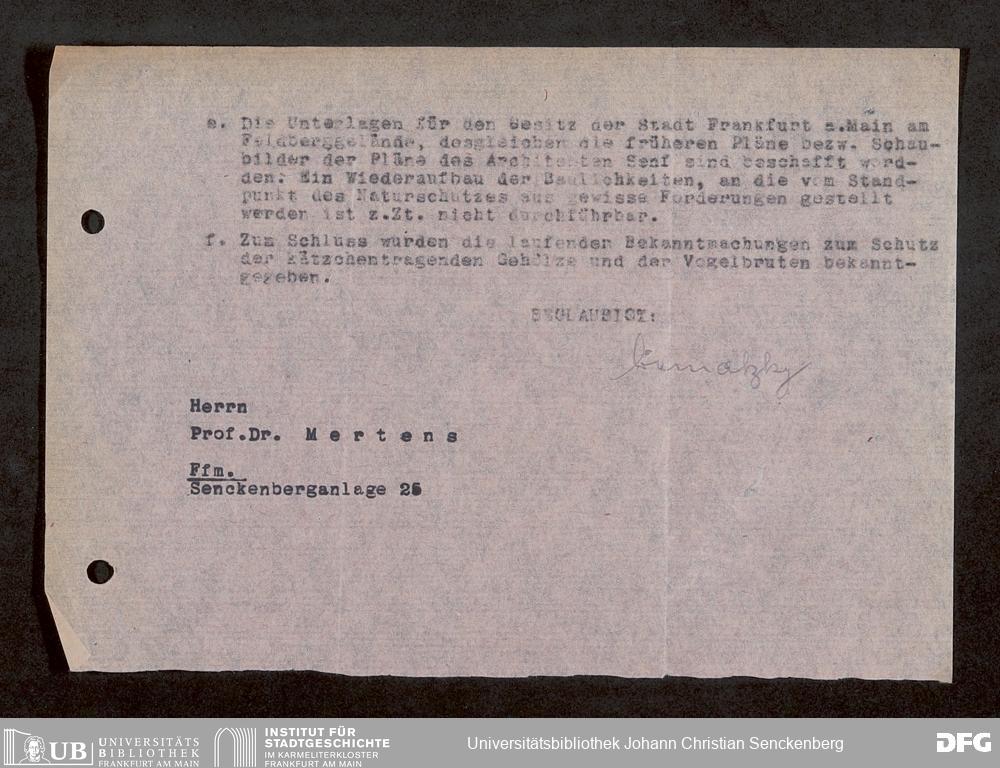 e. Die Unterlagen für den Besitz der Stadt Frankfurt a.Main am
Feldberggelände, desgleichen die früheren Pläne bezw. Schau-
bilder der Pläne des Architekten Senf sind beschafft word-
den. Ein Wiederaufbau der Baulichkeiten, an die vom Stand-
punkt des Naturschutzes aus gewisse Forderungen gestellt
werden ist z.Zt. nicht durchführbar.
f. Zum Schluss wurden die laufenden Bekanntmachungen zum Schutz
der kätzchentragenden Gehölze und der Vogelbruten bekannt-
gegeben.
BEGLAUBIGT:
Herrn
Prof.Dr. M e r t e n s
Ffm.
Senckenberganlage 25
UB UNIVERSITÄTS
BIBLIOTHEK
FRANKFURT AM MAIN
INSTITUT FÜR
STADTGESCHICHTE
IM KARMELITERKLOSTER
FRANKFURT AM MAIN
Universitätsbibliothek Johann Christian Senckenberg
DFG